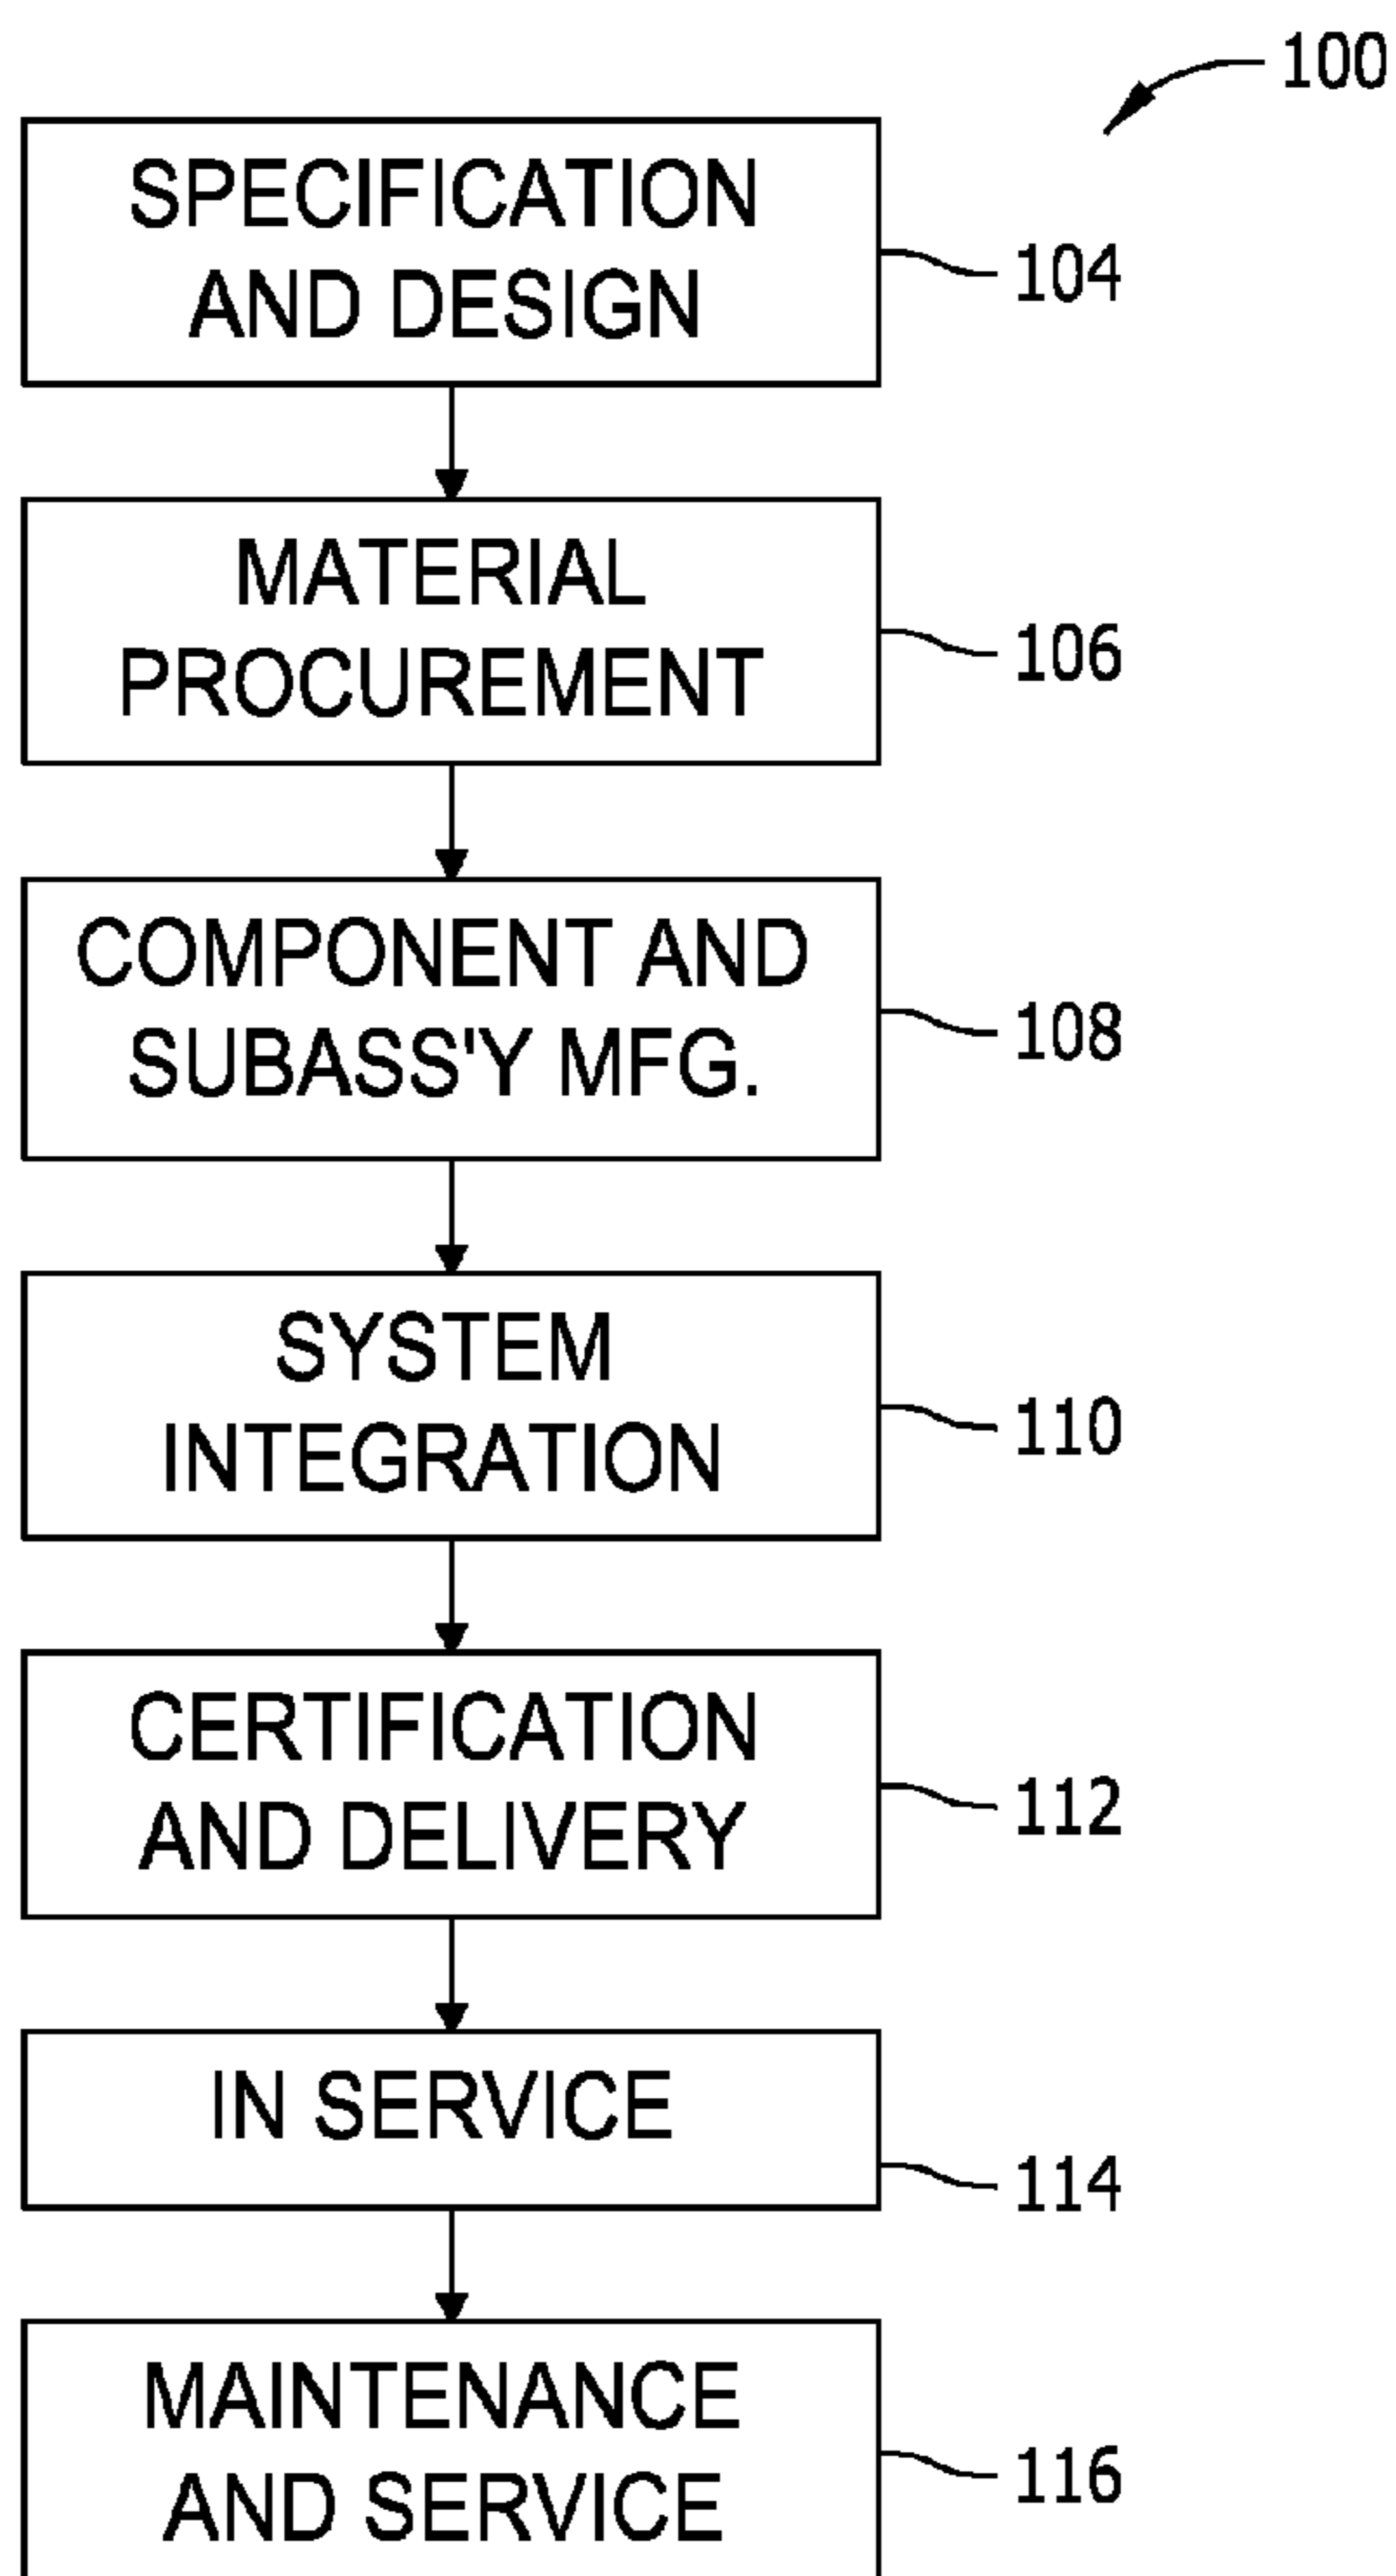 100
SPECIFICATION
AND DESIGN
104
MATERIAL
PROCUREMENT
106
COMPONENT AND
SUBASS'Y MFG.
108
SYSTEM
INTEGRATION
110
CERTIFICATION
AND DELIVERY
112
IN SERVICE
114
MAINTENANCE
AND SERVICE
116